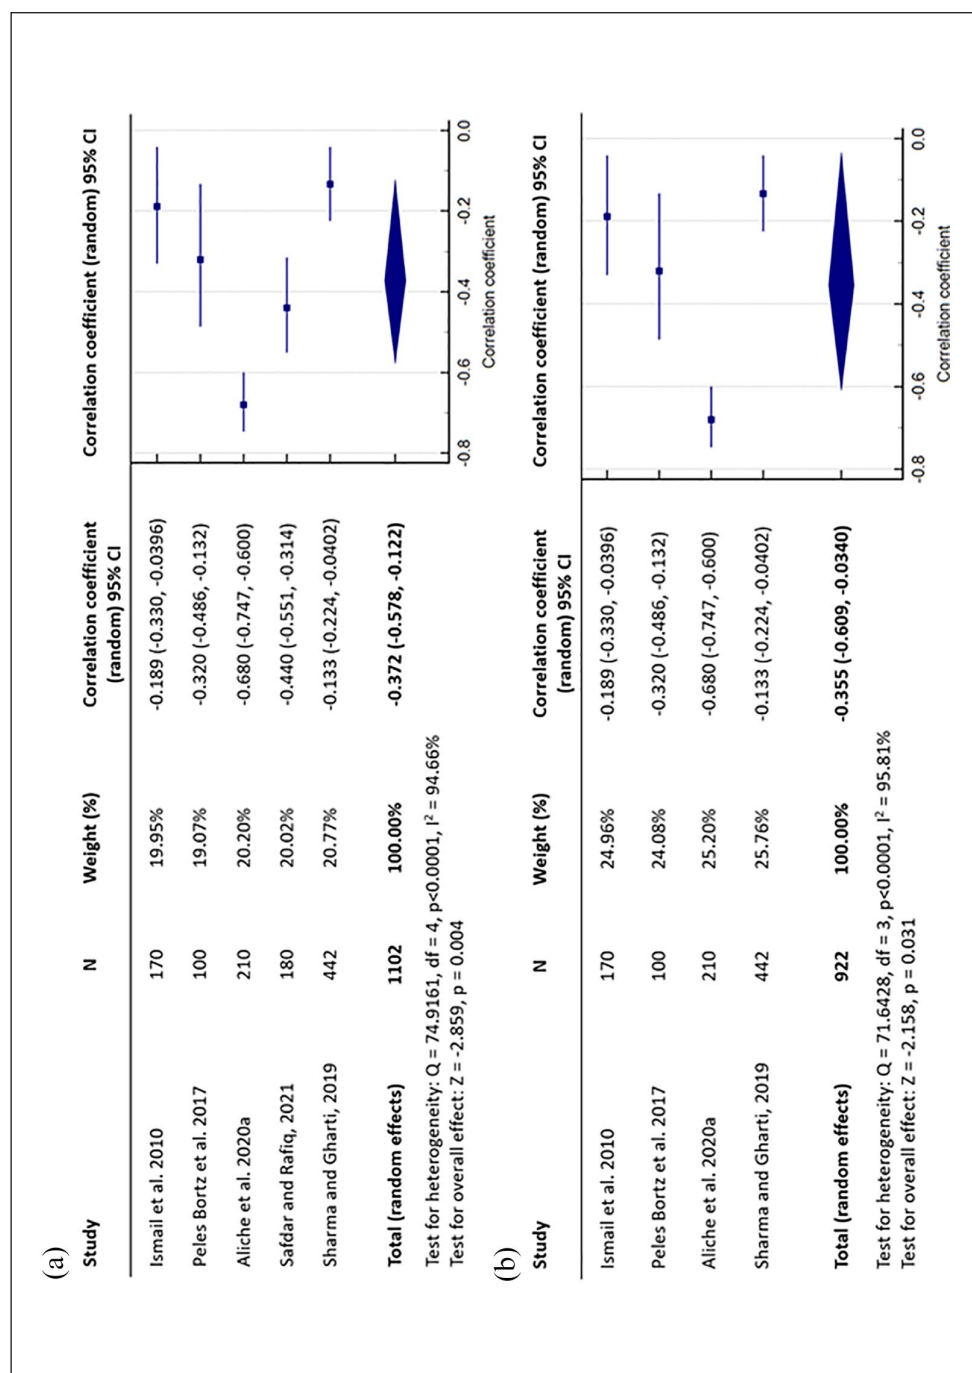 (a)
Study N Weight (%) Correlation coefficient (random) 95% CI Correlation coefficient (random) 95% CI
Ismail et al. 2010 170 19.95% -0.189 (-0.330, -0.0396)
Peles Bortz et al. 2017 100 19.07% -0.320 (-0.486, -0.132)
Aliche et al. 2020a 210 20.20% -0.680 (-0.747, -0.600)
Safdar and Rafiq, 2021 180 20.02% -0.440 (-0.551, -0.314)
Sharma and Gharti, 2019 442 20.77% -0.133 (-0.224, -0.0402)
Total (random effects) 1102 100.00% -0.372 (-0.578, -0.122)
Test for heterogeneity: Q = 74.9161, df = 4, p<0.0001, I² = 94.66%
Test for overall effect: Z = -2.859, p = 0.004
-0.8 -0.6 -0.4 -0.2 0.0
Correlation coefficient
(b)
Study N Weight (%) Correlation coefficient (random) 95% CI Correlation coefficient (random) 95% CI
Ismail et al. 2010 170 24.96% -0.189 (-0.330, -0.0396)
Peles Bortz et al. 2017 100 24.08% -0.320 (-0.486, -0.132)
Aliche et al. 2020a 210 25.20% -0.680 (-0.747, -0.600)
Sharma and Gharti, 2019 442 25.76% -0.133 (-0.224, -0.0402)
Total (random effects) 922 100.00% -0.355 (-0.609, -0.0340)
Test for heterogeneity: Q = 71.6428, df = 3, p<0.0001, I² = 95.81%
Test for overall effect: Z = -2.158, p = 0.031
-0.8 -0.6 -0.4 -0.2 0.0
Correlation coefficient